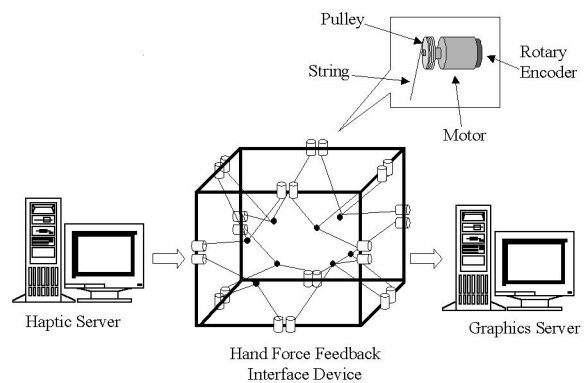 Pulley
String
Rotary
Encoder
Motor
Haptic Server
Graphics Server
Hand Force Feedback
Interface Device